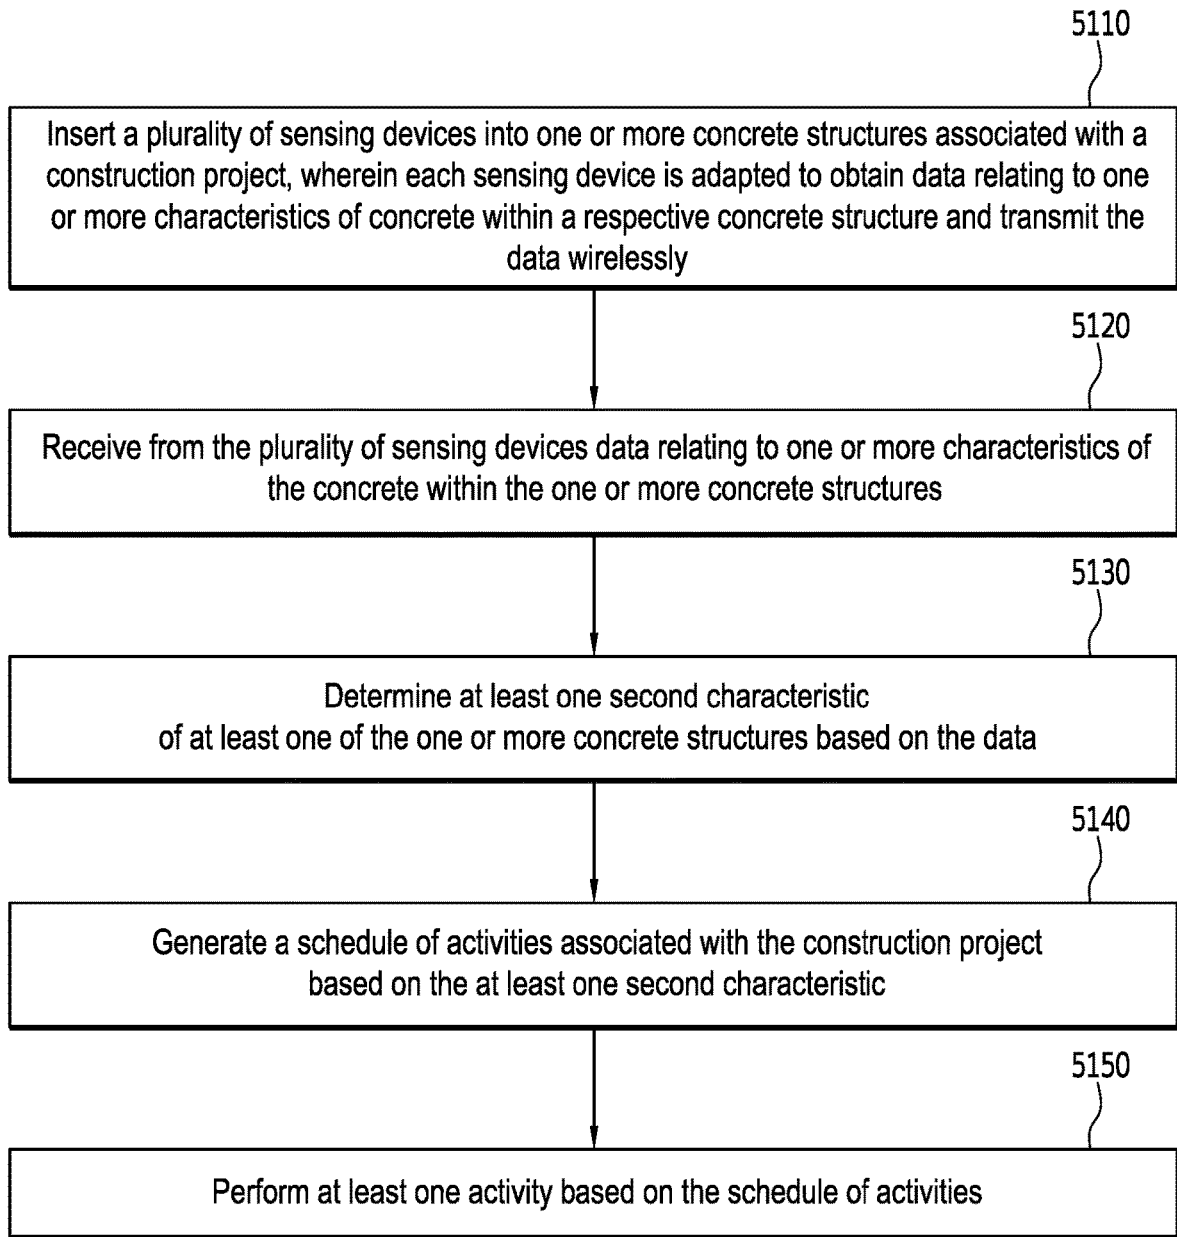 5110
Insert a plurality of sensing devices into one or more concrete structures associated with a
construction project, wherein each sensing device is adapted to obtain data relating to one
or more characteristics of concrete within a respective concrete structure and transmit the
data wirelessly
5120
Receive from the plurality of sensing devices data relating to one or more characteristics of
the concrete within the one or more concrete structures
5130
Determine at least one second characteristic
of at least one of the one or more concrete structures based on the data
5140
Generate a schedule of activities associated with the construction project
based on the at least one second characteristic
5150
Perform at least one activity based on the schedule of activities